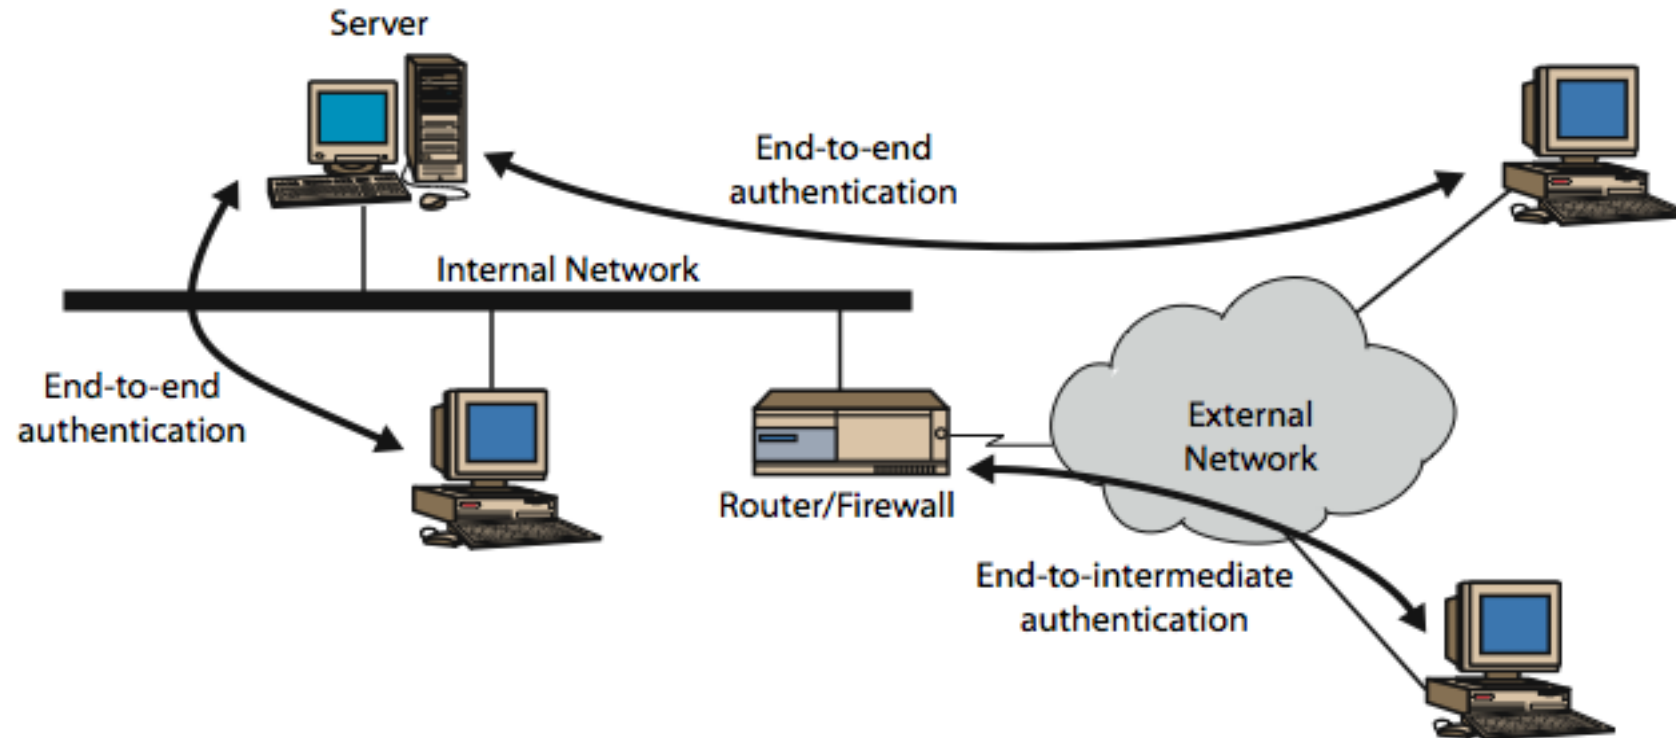 Server
End-to-end
authentication
Internal Network
End-to-end
authentication
External
Network
Router/Firewall
End-to-intermediate
authentication